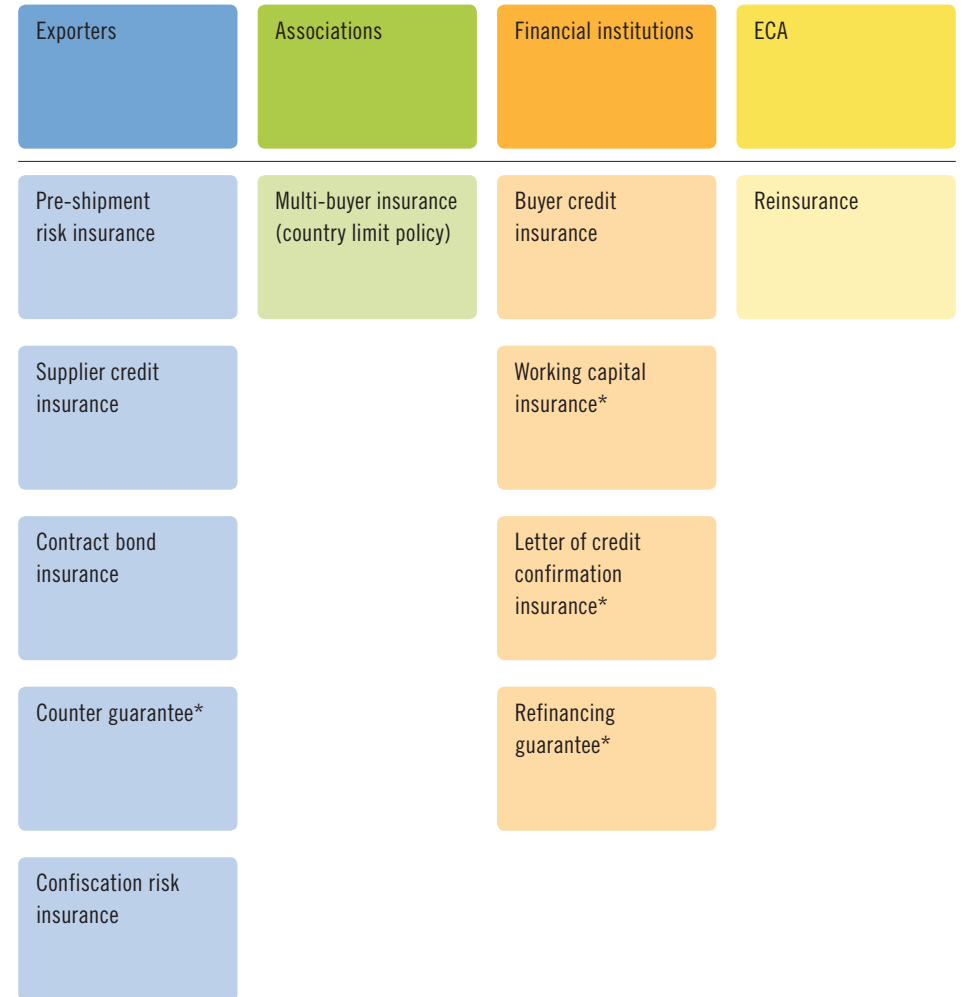 Exporters
Associations
Financial institutions
ECA
Pre-shipment
risk insurance
Multi-buyer insurance
(country limit policy)
Buyer credit
insurance
Reinsurance
Supplier credit
insurance
Working capital
insurance*
Contract bond
insurance
Letter of credit
confirmation
insurance*
Counter guarantee*
Refinancing
guarantee*
Confiscation risk
insurance